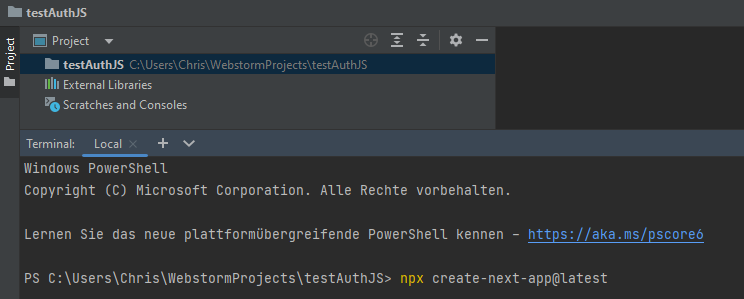 testAuthJS
Project
Project
testAuthJS C:\Users\Chris\WebstormProjects\testAuthJS
External Libraries
Scratches and Consoles
Terminal: Local
Windows PowerShell
Copyright (C) Microsoft Corporation. Alle Rechte vorbehalten.
Lernen Sie das neue plattformübergreifende PowerShell kennen – https://aka.ms/pscore6
PS C:\Users\Chris\WebstormProjects\testAuthJS> npx create-next-app@latest